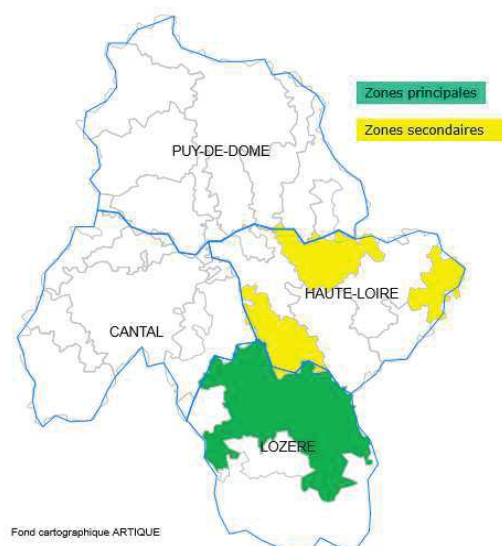 Zones principales
Zones secondaires
PUY-DE-DOME
HAUTE-LOIRE
CANTAL
LOZERE
Fond cartographique ARTIQUE